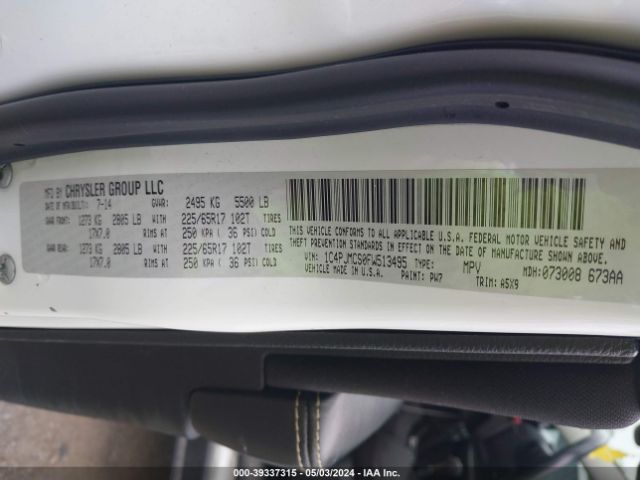 MFD BY CHRYSLER GROUP LLC
DATE OF MFR/BUILT: 7-14 GVWR: 2495 KG 5500 LB
GAWR FRONT: 1273 KG 2805 LB WITH 225/65R17 102T TIRES
17X7.0 RIMS AT 250 KPA ( 36 PSI) COLD
GAWR REAR: 1273 KG 2805 LB WITH 225/65R17 102T TIRES
17X7.0 RIMS AT 250 KPA ( 36 PSI) COLD
THIS VEHICLE CONFORMS TO ALL APPLICABLE U.S.A. FEDERAL MOTOR VEHICLE SAFETY AND
THEFT PREVENTION STANDARDS IN EFFECT ON THE DATE OF MANUFACTURE SHOWN ABOVE.
VIN: 1C4PJMCS0FW513495 TYPE: MPV MDH: 073008 673AA
VEHICLE MADE IN U.S.A. PAINT: PW7 TRIM: A5X9
000-39337315 - 05/03/2024 - IAA Inc.